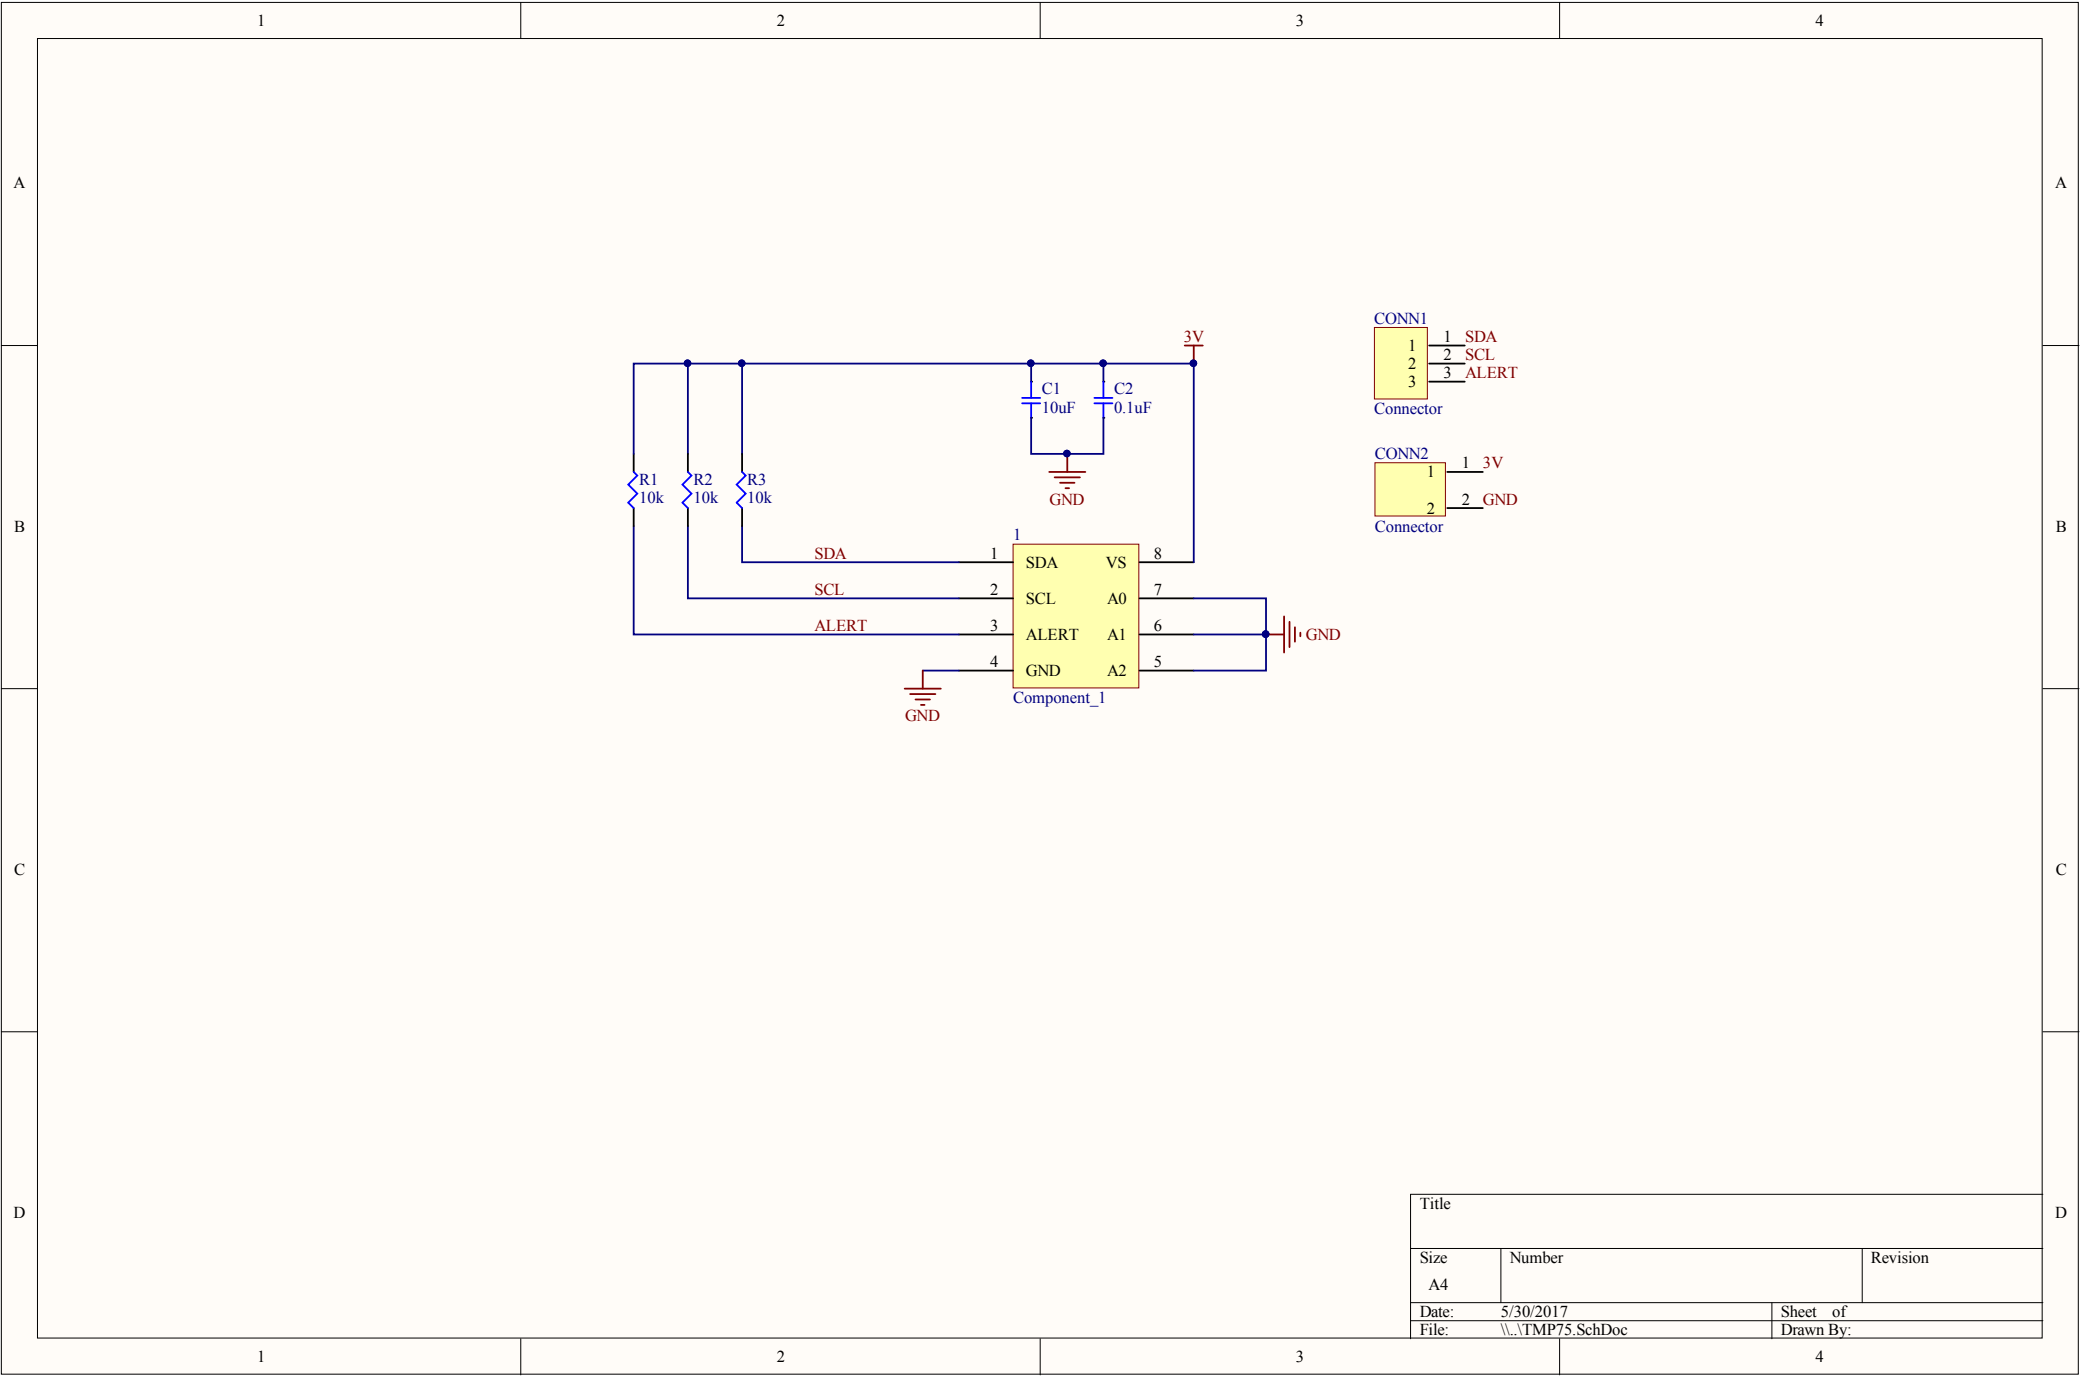 1 2 3 4
A A
CONN1
3V
1 1 SDA
2 2 SCL
3 3 ALERT
Connector
C1 C2
10uF 0.1uF
CONN2
1 1 3V
2 2 GND
Connector
R1 R2 R3
10k 10k 10k
GND
B B
1
SDA 1 SDA VS 8
SCL 2 SCL A0 7
ALERT 3 ALERT A1 6 GND
4 GND A2 5
Component_1
GND
C C
D D
Title
Size Number Revision
A4
Date: 5/30/2017 Sheet of
File: \\..\TMP75.SchDoc Drawn By:
1 2 3 4